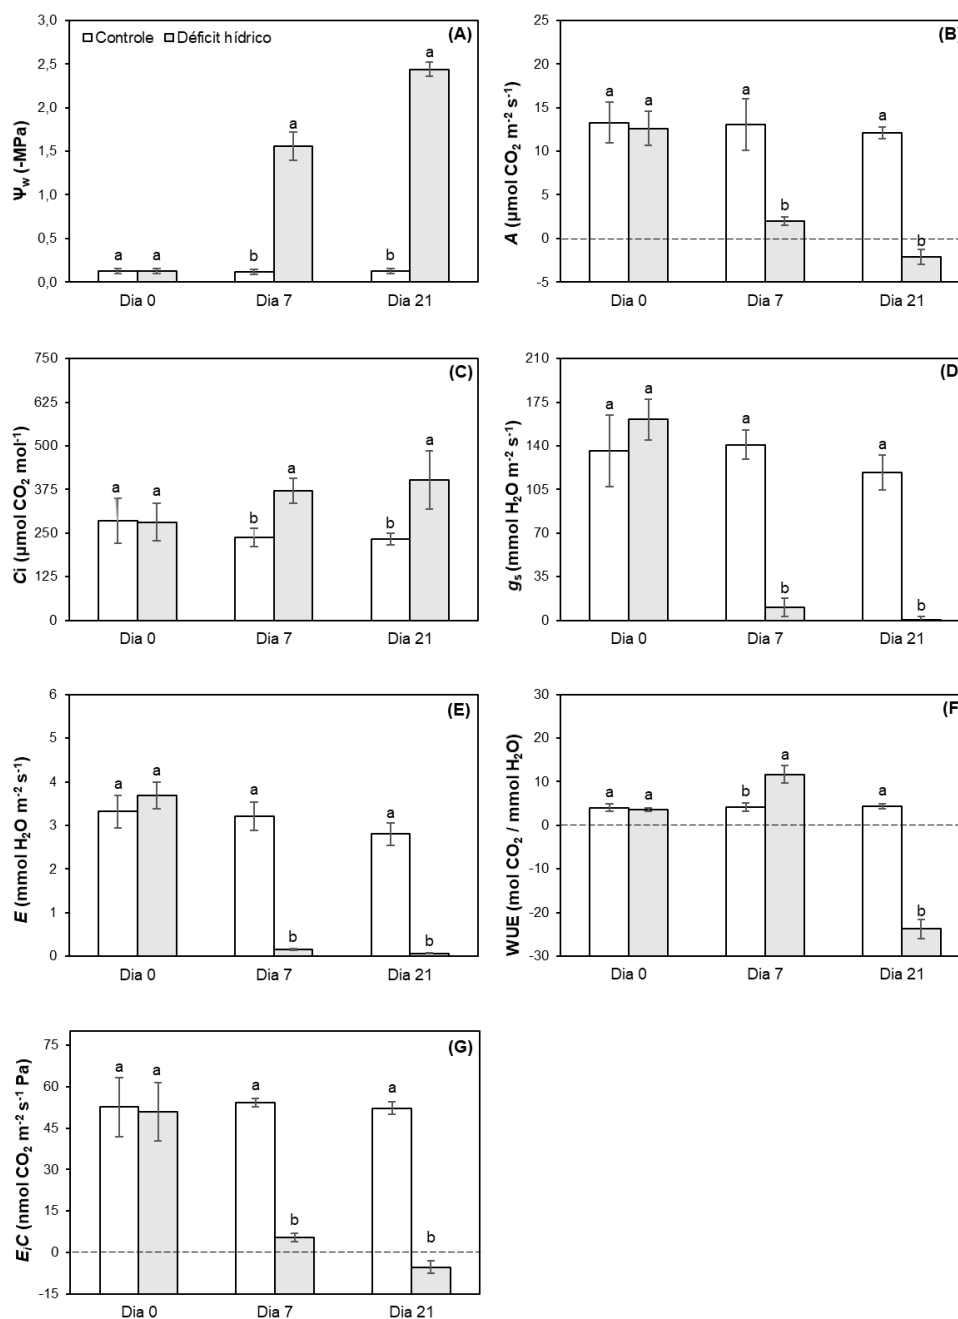 (A)
Controle Déficit hídrico
Ψw (-MPa)
3,0
2,5
2,0
1,5
1,0
0,5
0,0
a a b a b a
Dia 0 Dia 7 Dia 21
(B)
A (µmol CO₂ m⁻² s⁻¹)
25
20
15
10
5
0
-5
a a a b a b
Dia 0 Dia 7 Dia 21
(C)
Ci (µmol CO₂ mol⁻¹)
750
625
500
375
250
125
0
a a b a b a
Dia 0 Dia 7 Dia 21
(D)
gs (mmol H₂O m⁻² s⁻¹)
210
175
140
105
70
35
0
a a a b a b
Dia 0 Dia 7 Dia 21
(E)
E (mmol H₂O m⁻² s⁻¹)
6
5
4
3
2
1
0
a a a b a b
Dia 0 Dia 7 Dia 21
(F)
WUE (mol CO₂ / mmol H₂O)
30
20
10
0
-10
-20
-30
a a b a a b
Dia 0 Dia 7 Dia 21
(G)
EᵢC (nmol CO₂ m⁻² s⁻¹ Pa)
75
60
45
30
15
0
-15
a a a b a b
Dia 0 Dia 7 Dia 21